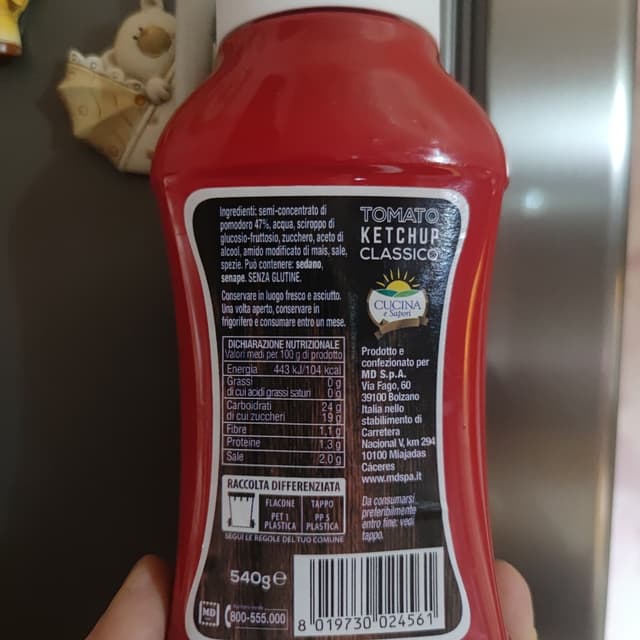 Ingredienti: semi-concentrato di
pomodoro 47%, acqua, sciroppo di
glucosio-fruttosio, zucchero, aceto di
alcool, amido modificato di mais, sale,
spezie. Può contenere: sedano,
senape. SENZA GLUTINE.
Conservare in luogo fresco e asciutto.
Una volta aperto, conservare in
frigorifero e consumare entro un mese.
DICHIARAZIONE NUTRIZIONALE
Valori medi per 100 g di prodotto
Energia 443 kJ/104 kcal
Grassi 0 g
di cui acidi grassi saturi 0 g
Carboidrati 24 g
di cui zuccheri 19 g
Fibre 1,1 g
Proteine 1,3 g
Sale 2,0 g
RACCOLTA DIFFERENZIATA
FLACONE TAPPO
PET 1 PP 5
PLASTICA PLASTICA
SEGUI LE REGOLE DEL TUO COMUNE
540g e
MD
800-555.000
TOMATO
KETCHUP
CLASSICO
CUCINA
e Sapori
Prodotto e
confezionato per
MD S.p.A.
Via Fago, 60
39100 Bolzano
Italia nello
stabilimento di
Carretera
Nacional V, km 294
10100 Miajadas
Cáceres
www.mdspa.it
Da consumarsi
preferibilmente
entro fine: vedi
tappo.
8 019730 024561